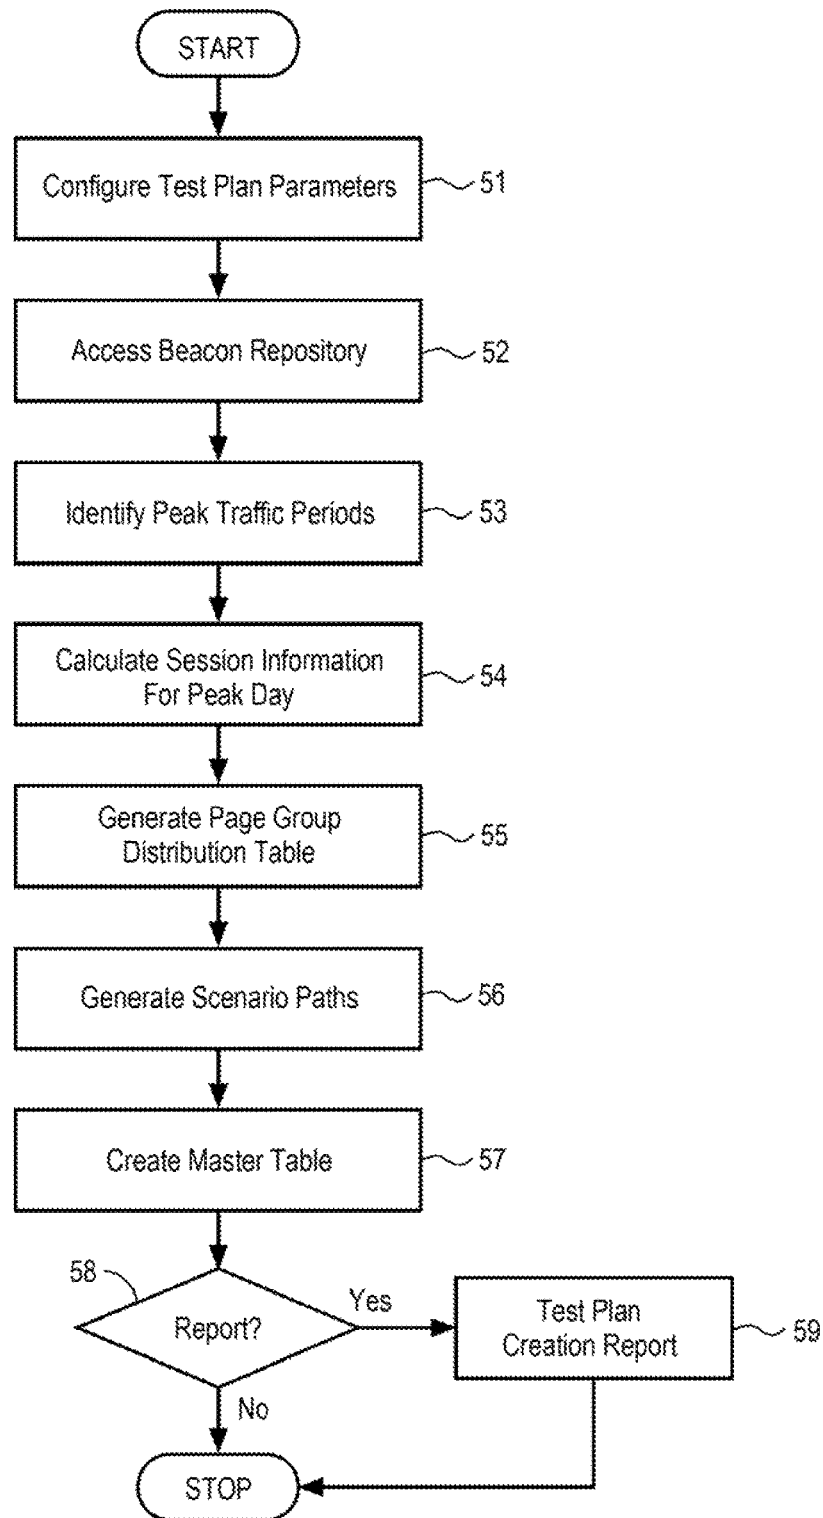 START
Configure Test Plan Parameters
51
Access Beacon Repository
52
Identify Peak Traffic Periods
53
Calculate Session Information
For Peak Day
54
Generate Page Group
Distribution Table
55
Generate Scenario Paths
56
Create Master Table
57
58
Report?
Yes
Test Plan
Creation Report
59
No
STOP